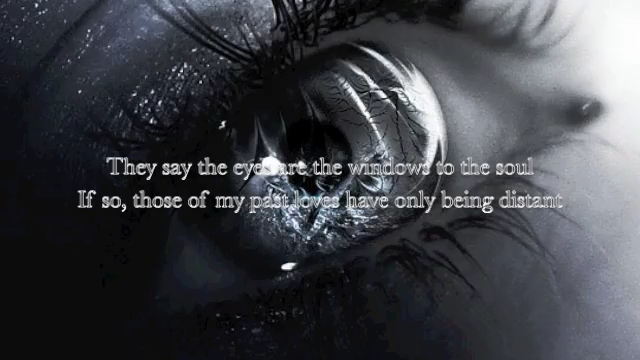 They say the eyes are the windows to the soul
If so, those of my past loves have only being distant